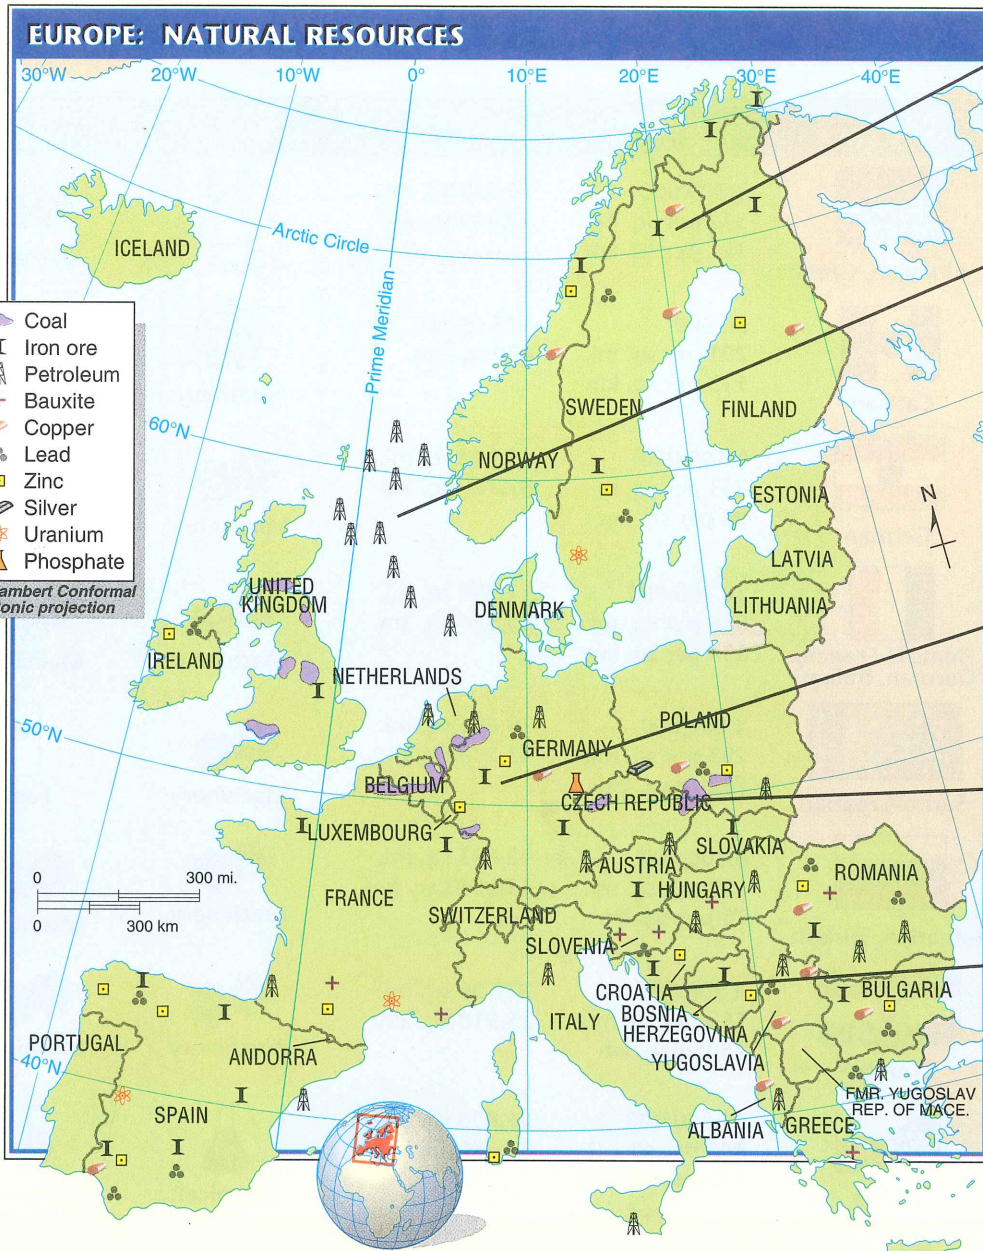 EUROPE: NATURAL RESOURCES
30°W 20°W 10°W 0° 10°E 20°E 30°E 40°E
ICELAND
Arctic Circle
Prime Meridian
Coal
Iron ore
Petroleum
Bauxite
Copper
Lead
Zinc
Silver
Uranium
Phosphate
ambert Conformal
onic projection
60°N
SWEDEN
FINLAND
NORWAY
ESTONIA
N
LATVIA
LITHUANIA
UNITED
KINGDOM
DENMARK
IRELAND
NETHERLANDS
50°N
POLAND
GERMANY
BELGIUM
CZECH REPUBLIC
LUXEMBOURG
SLOVAKIA
AUSTRIA
ROMANIA
HUNGARY
0 300 mi.
0 300 km
FRANCE
SWITZERLAND
SLOVENIA
CROATIA
BULGARIA
BOSNIA
HERZEGOVINA
ITALY
PORTUGAL
ANDORRA
YUGOSLAVIA
40°N
FMR. YUGOSLAV
REP. OF MACE.
SPAIN
ALBANIA
GREECE